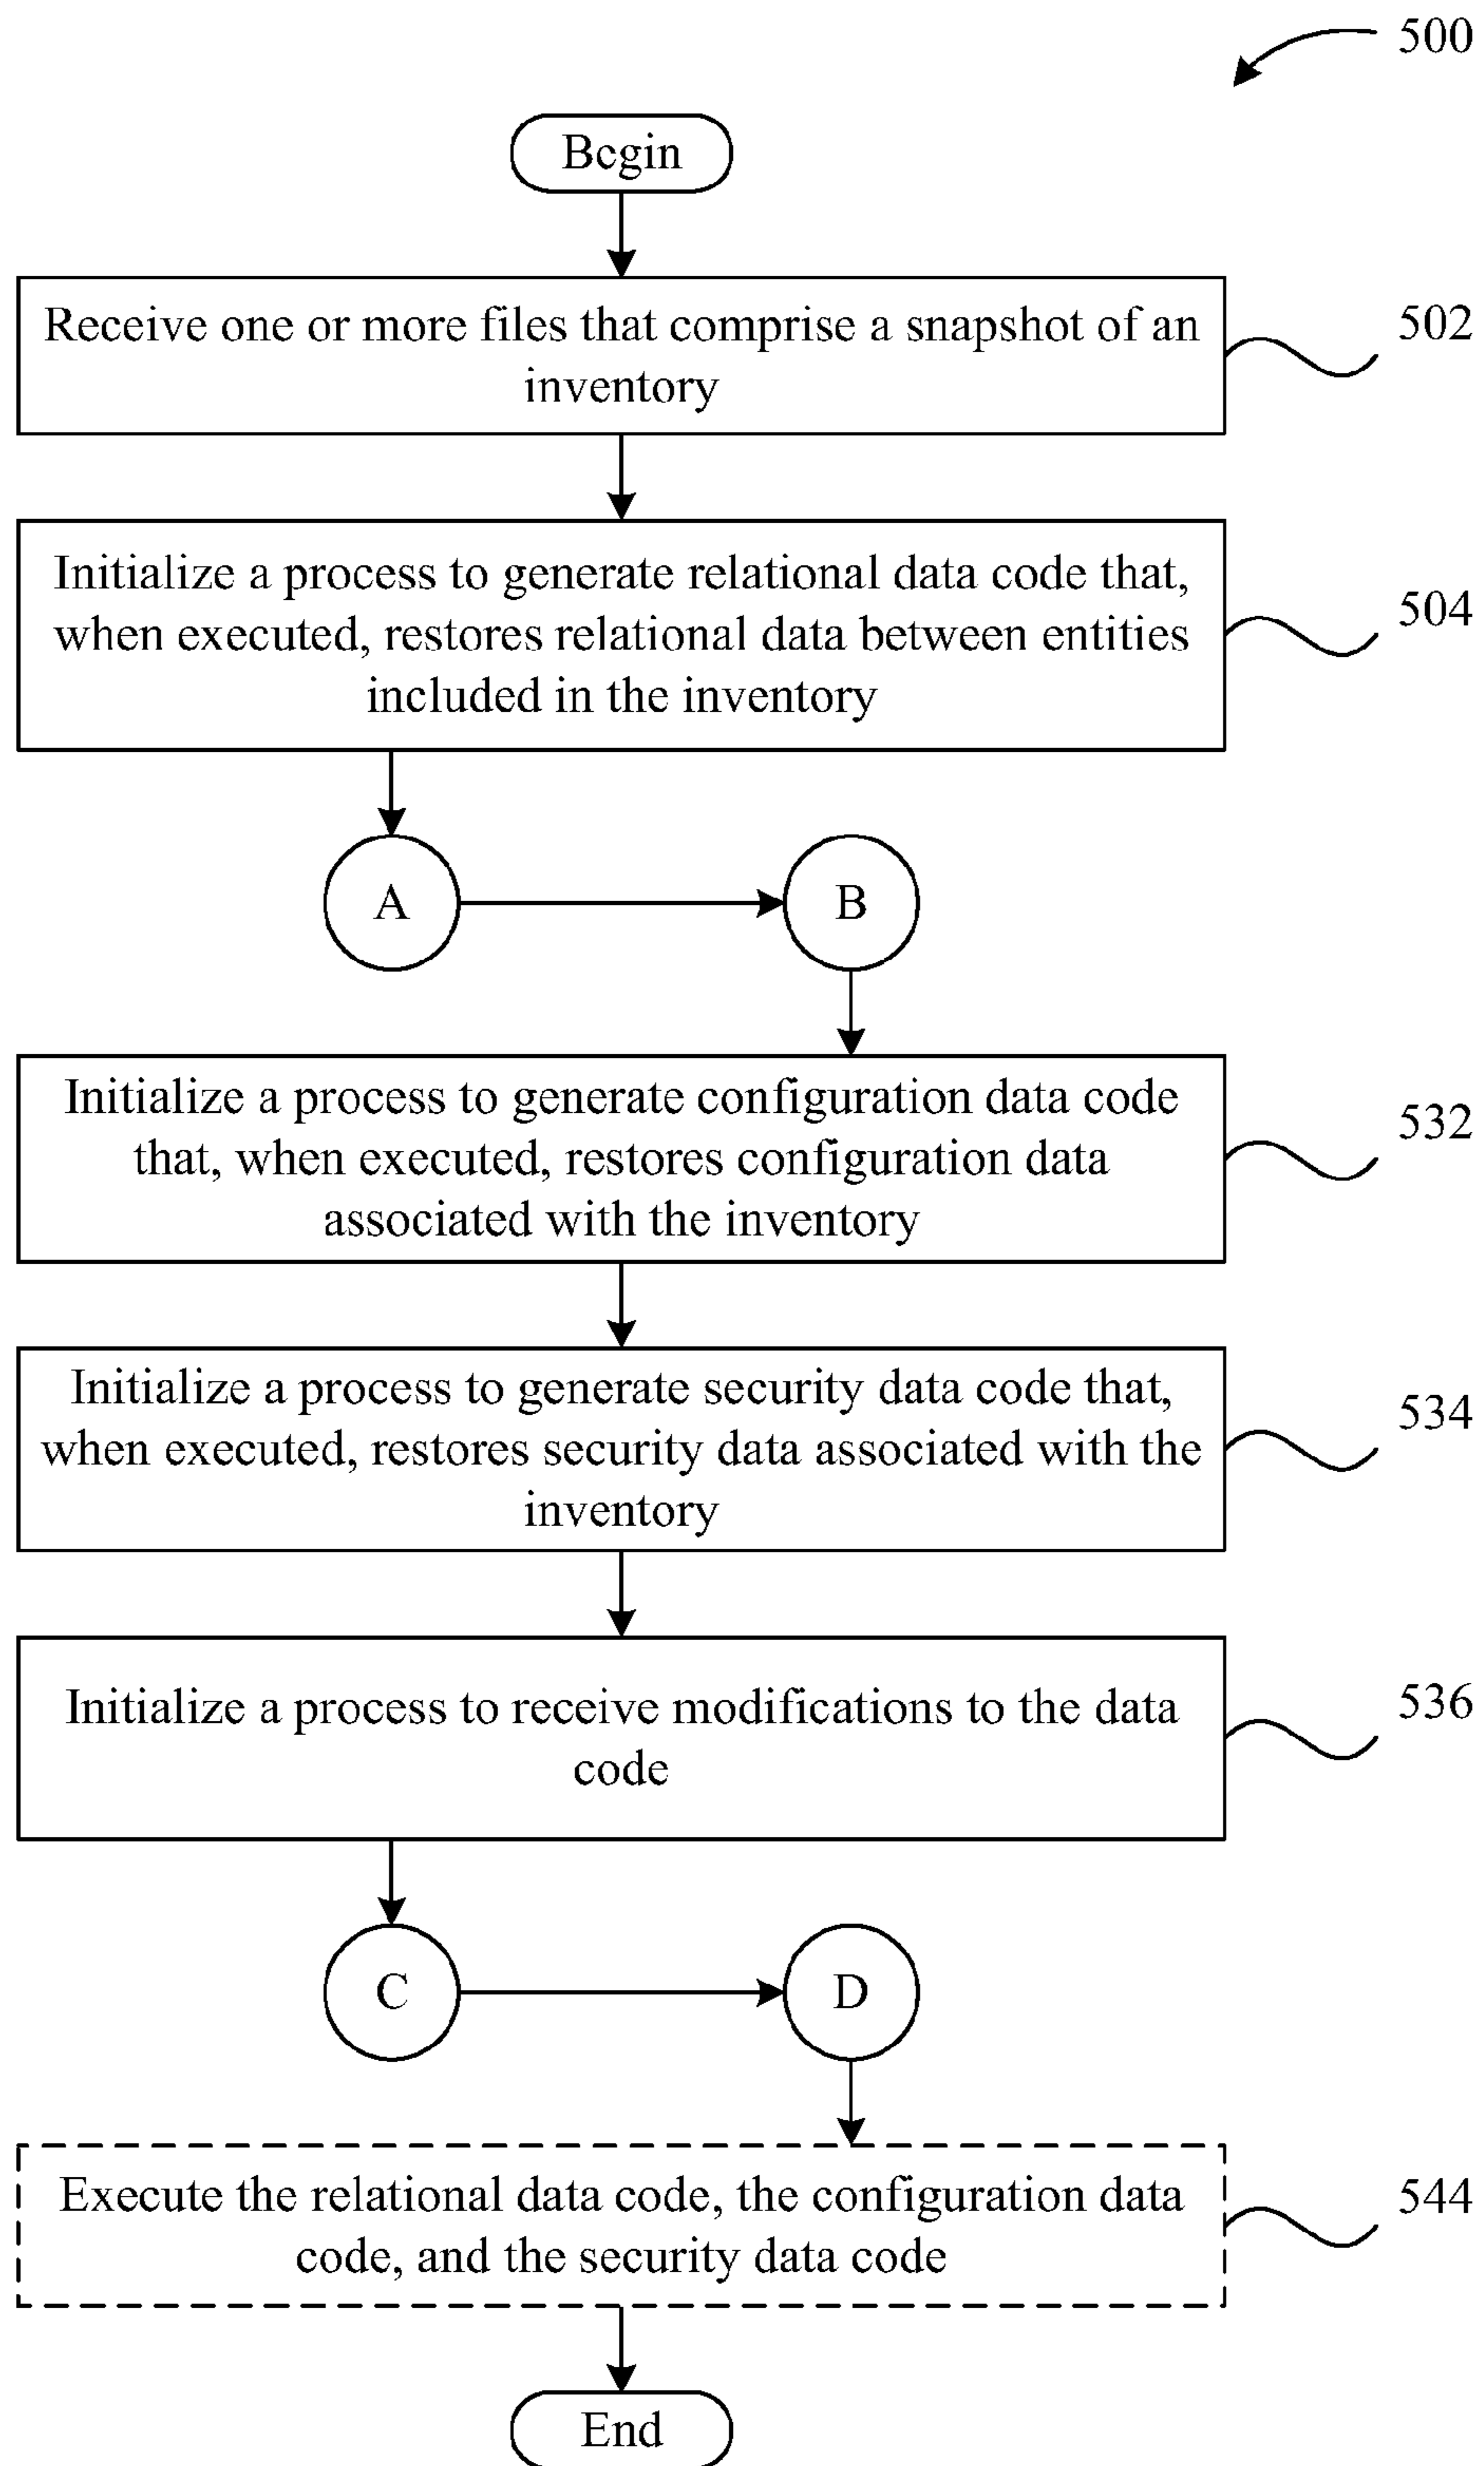 500
Begin
Receive one or more files that comprise a snapshot of an
inventory
502
Initialize a process to generate relational data code that,
when executed, restores relational data between entities
included in the inventory
504
A
B
Initialize a process to generate configuration data code
that, when executed, restores configuration data
associated with the inventory
532
Initialize a process to generate security data code that,
when executed, restores security data associated with the
inventory
534
Initialize a process to receive modifications to the data
code
536
C
D
Execute the relational data code, the configuration data
code, and the security data code
544
End